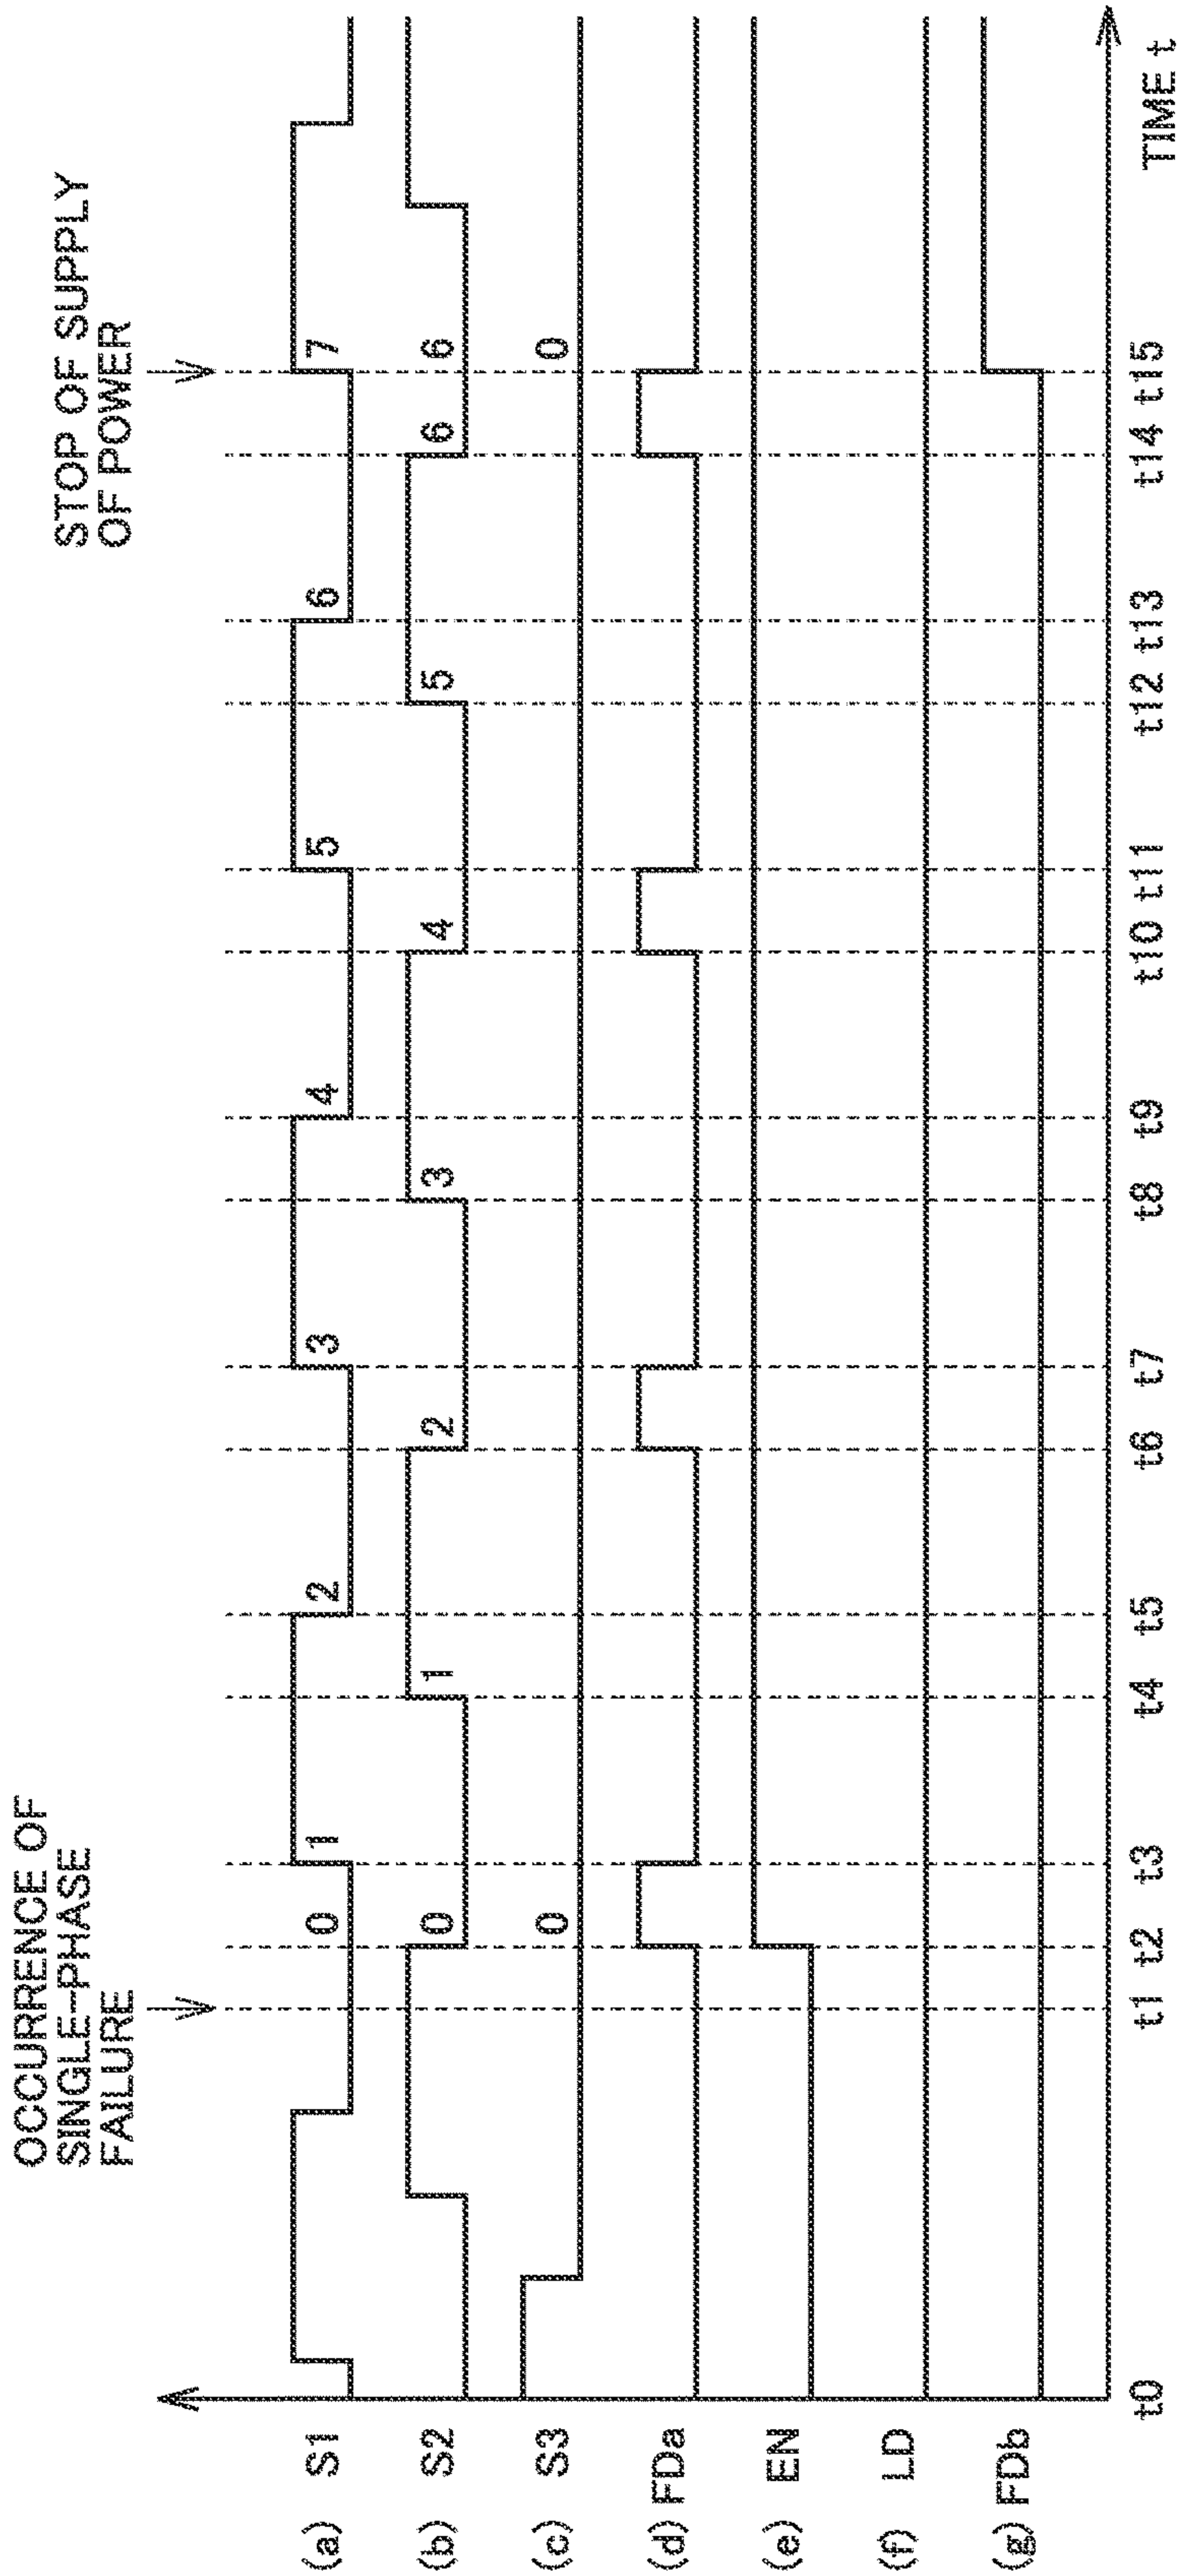 OCCURRENCE OF
SINGLE-PHASE
FAILURE
STOP OF SUPPLY
OF POWER
(a) S1 0 1 2 3 4 5 6 7
(b) S2 0 1 2 3 4 5 6 6
(c) S3 0 0
(d) FDa
(e) EN
(f) LD
(g) FDb
t0 t1 t2 t3 t4 t5 t6 t7 t8 t9 t10 t11 t12 t13 t14 t15
TIME t